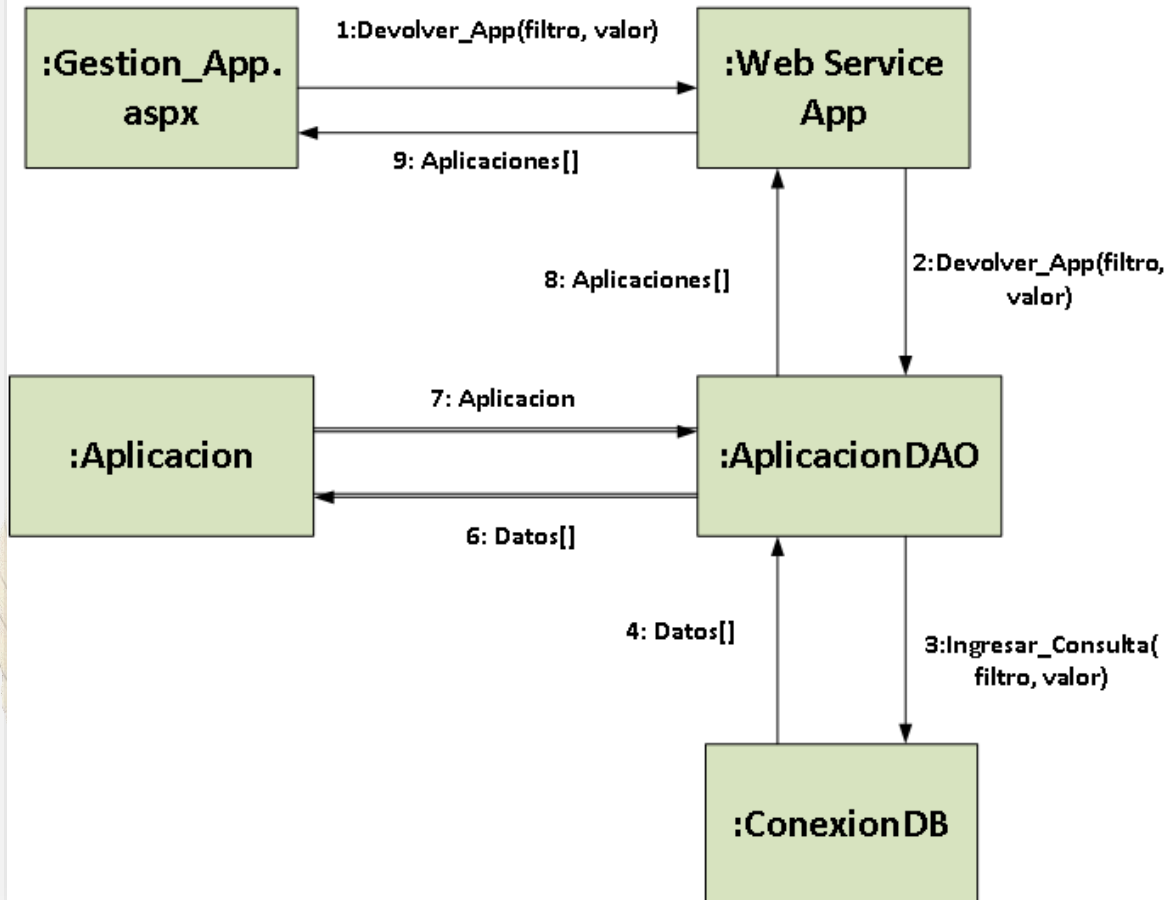 1:Devolver_App(filtro, valor)
:Gestion_App.
aspx
:Web Service
App
9: Aplicaciones[]
8: Aplicaciones[]
2:Devolver_App(filtro,
valor)
7: Aplicacion
:Aplicacion
:AplicacionDAO
6: Datos[]
4: Datos[]
3:Ingresar_Consulta(
filtro, valor)
:ConexionDB